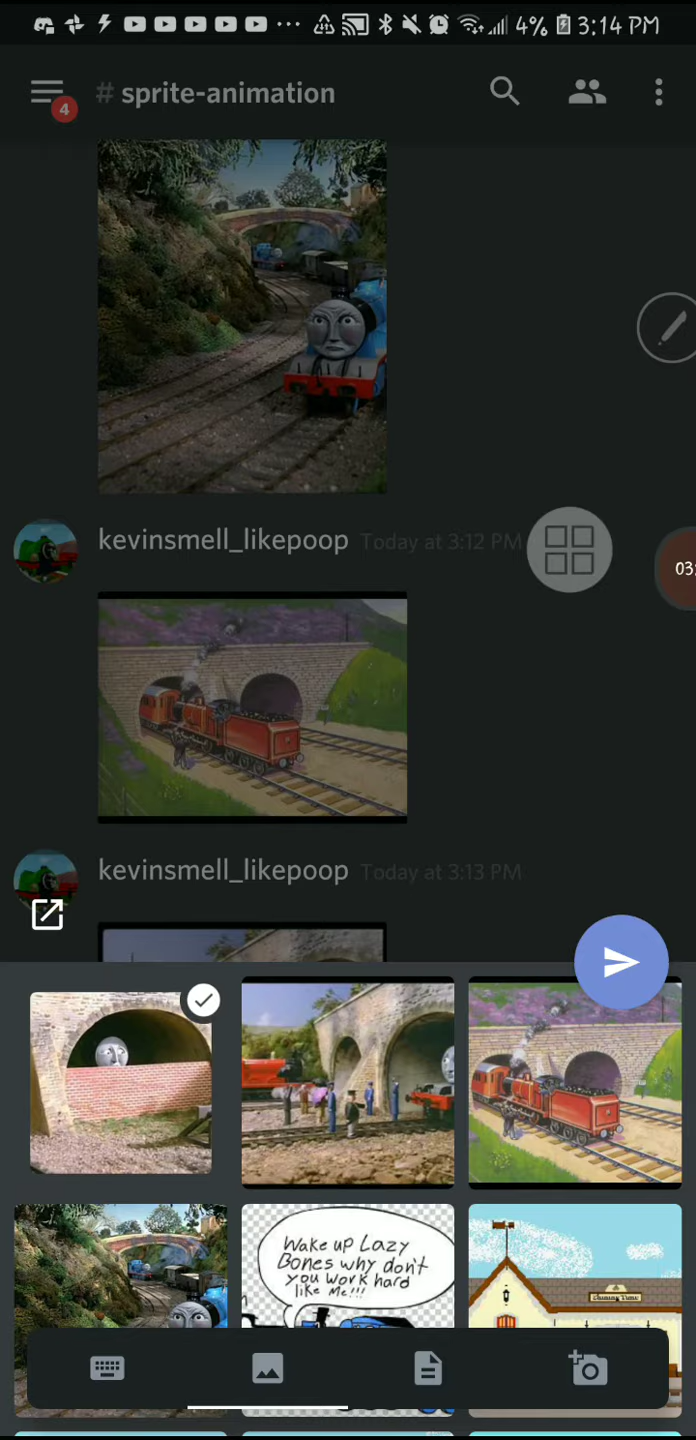 4% 3:14 PM
4
# sprite-animation
kevinsmell_likepoop Today at 3:12 PM
03:
kevinsmell_likepoop Today at 3:13 PM
Wake up Lazy
Bones why don't
you work hard
like Me!!!